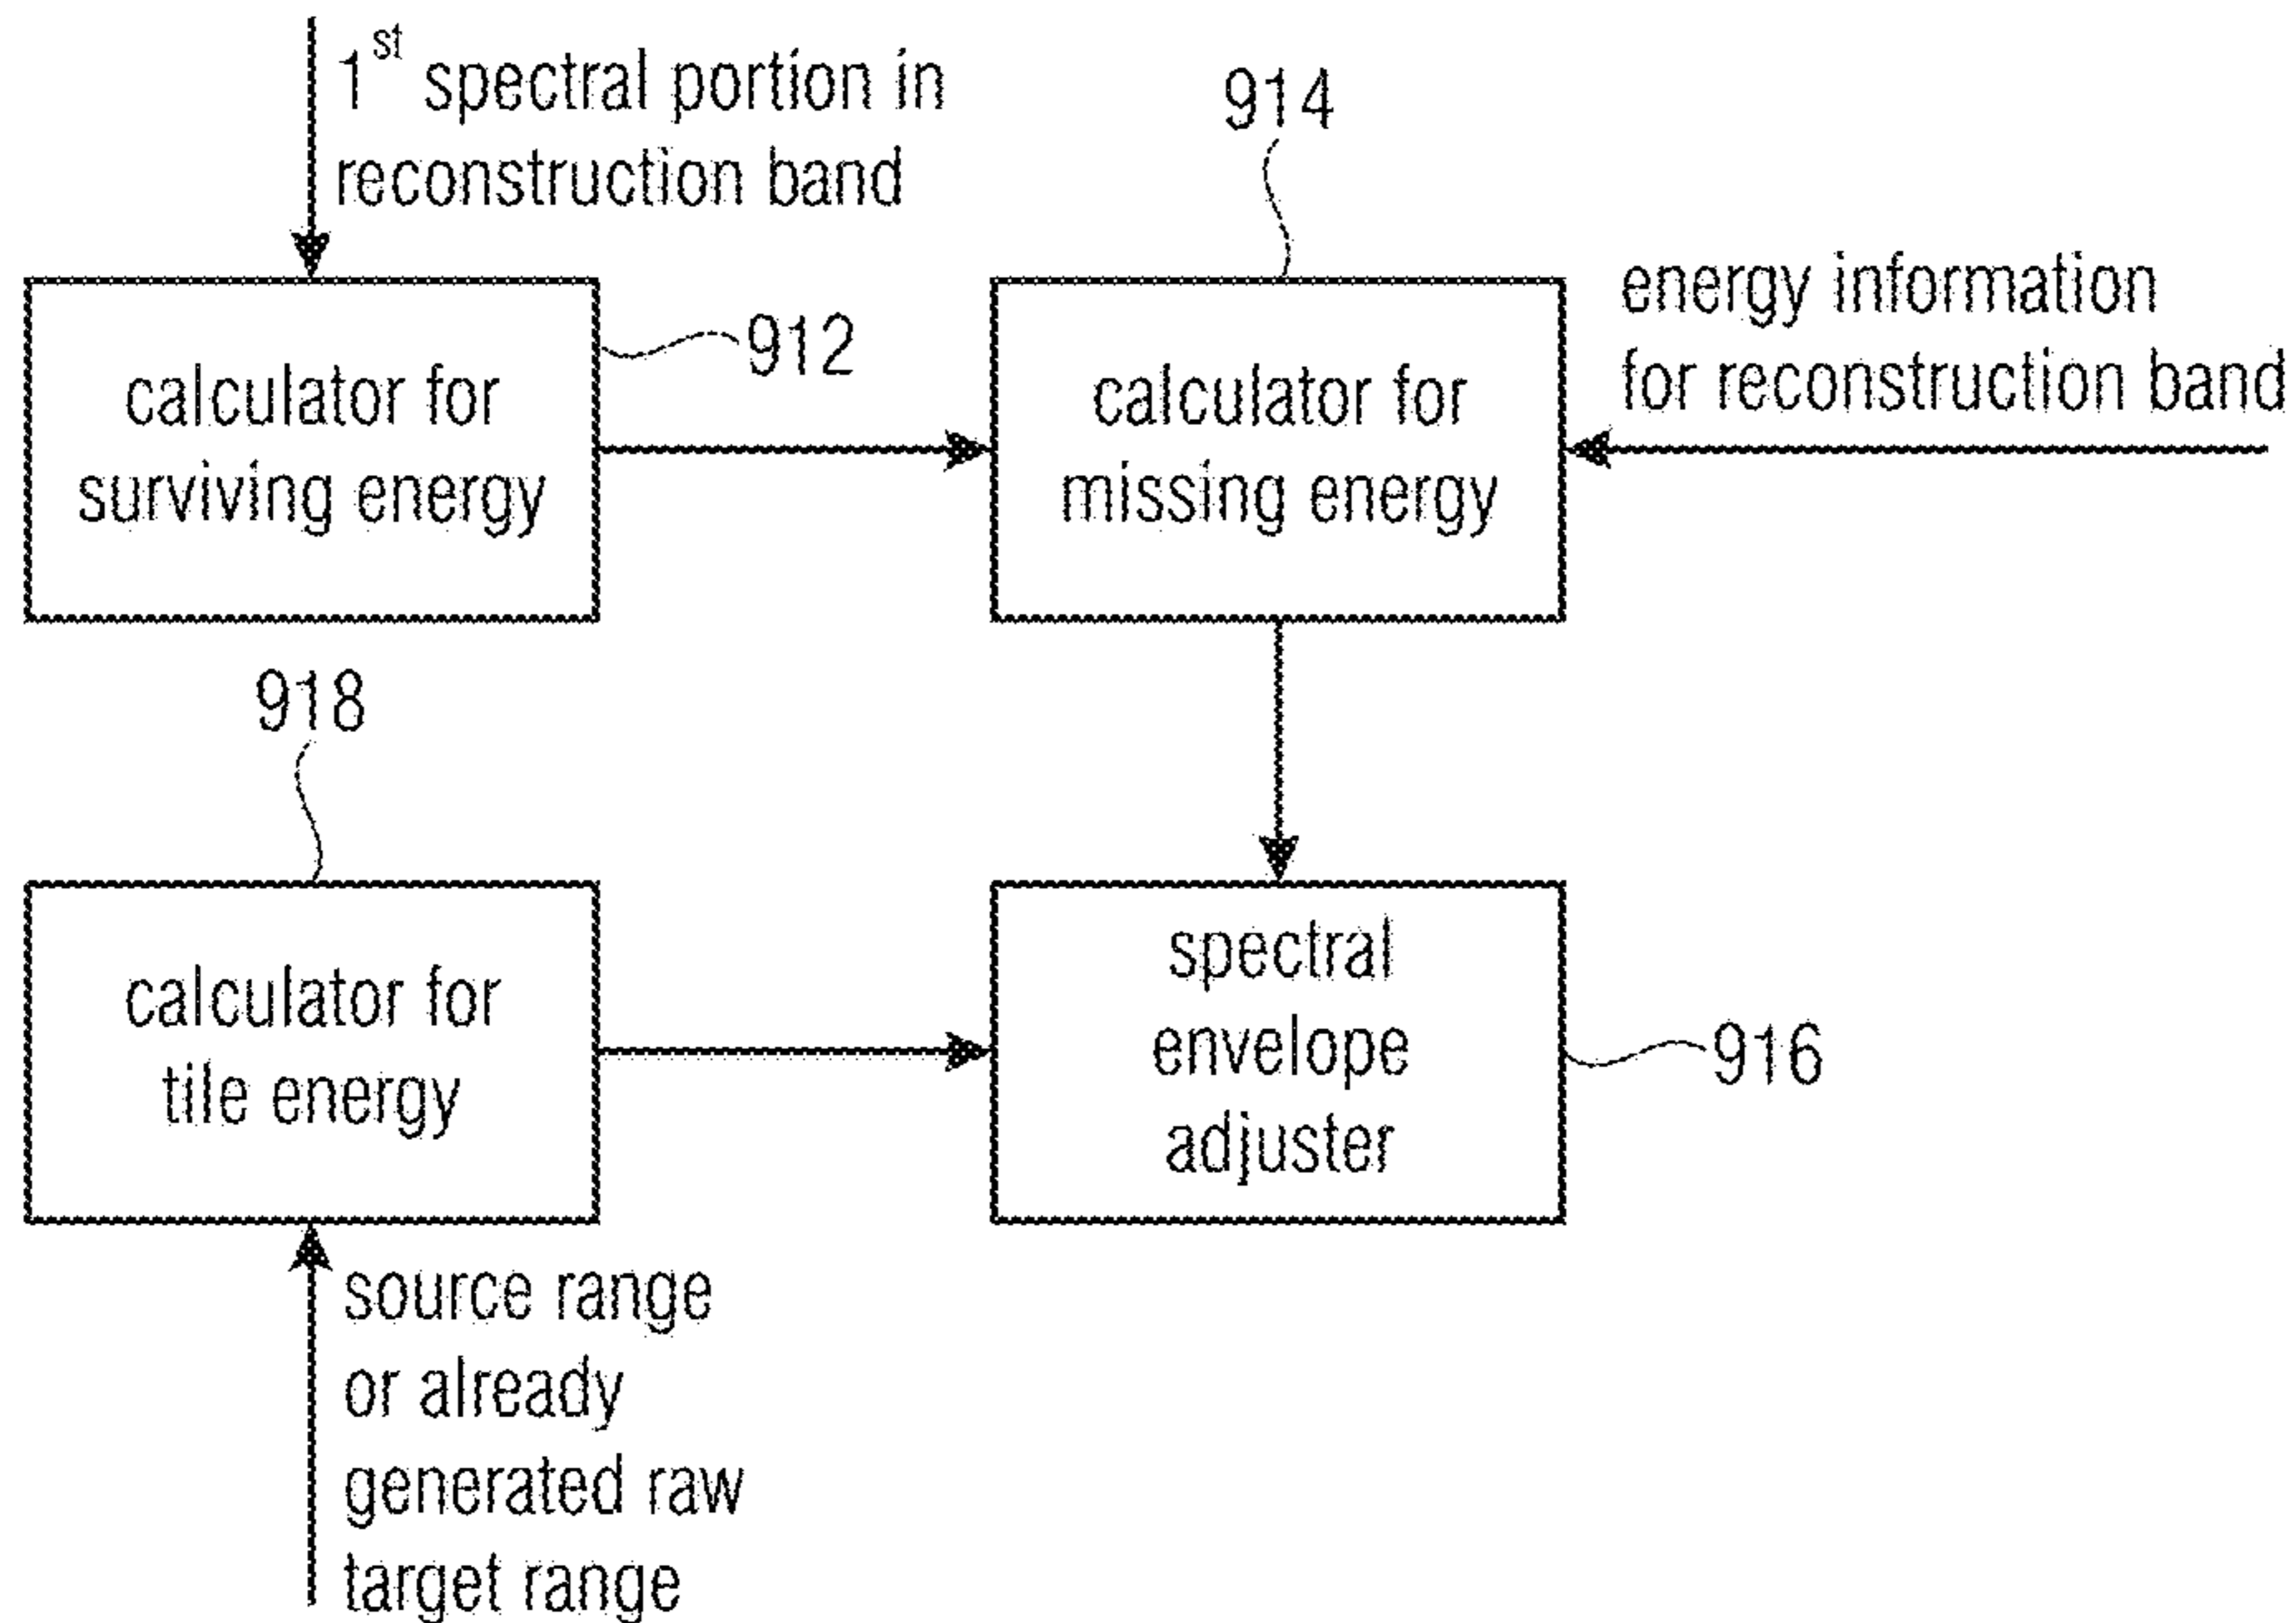 1st spectral portion in
reconstruction band
914
energy information
for reconstruction band
912
calculator for
surviving energy
calculator for
missing energy
918
calculator for
tile energy
spectral
envelope
adjuster
916
source range
or already
generated raw
target range